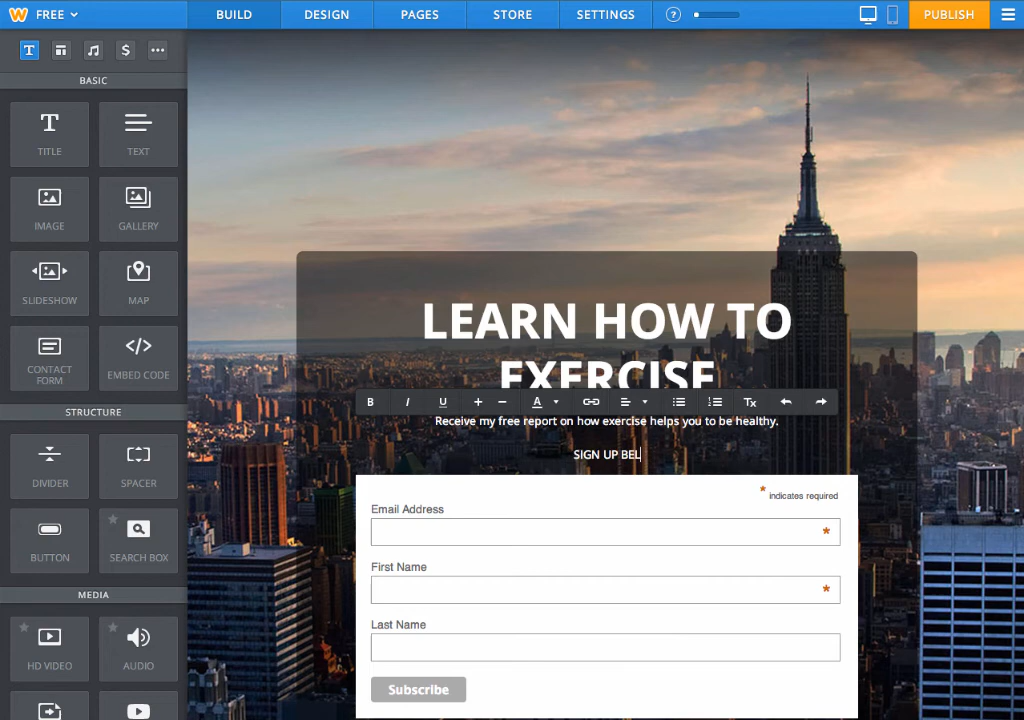 FREE
BUILD
DESIGN
PAGES
STORE
SETTINGS
?
PUBLISH
T
$
BASIC
T
TITLE
TEXT
IMAGE
GALLERY
SLIDESHOW
MAP
CONTACT
FORM
</>
EMBED CODE
STRUCTURE
DIVIDER
SPACER
BUTTON
SEARCH BOX
MEDIA
HD VIDEO
AUDIO
LEARN HOW TO
EXERCISE
B I U + − A Tx
Receive my free report on how exercise helps you to be healthy.
SIGN UP BEL
* indicates required
Email Address
*
First Name
*
Last Name
Subscribe